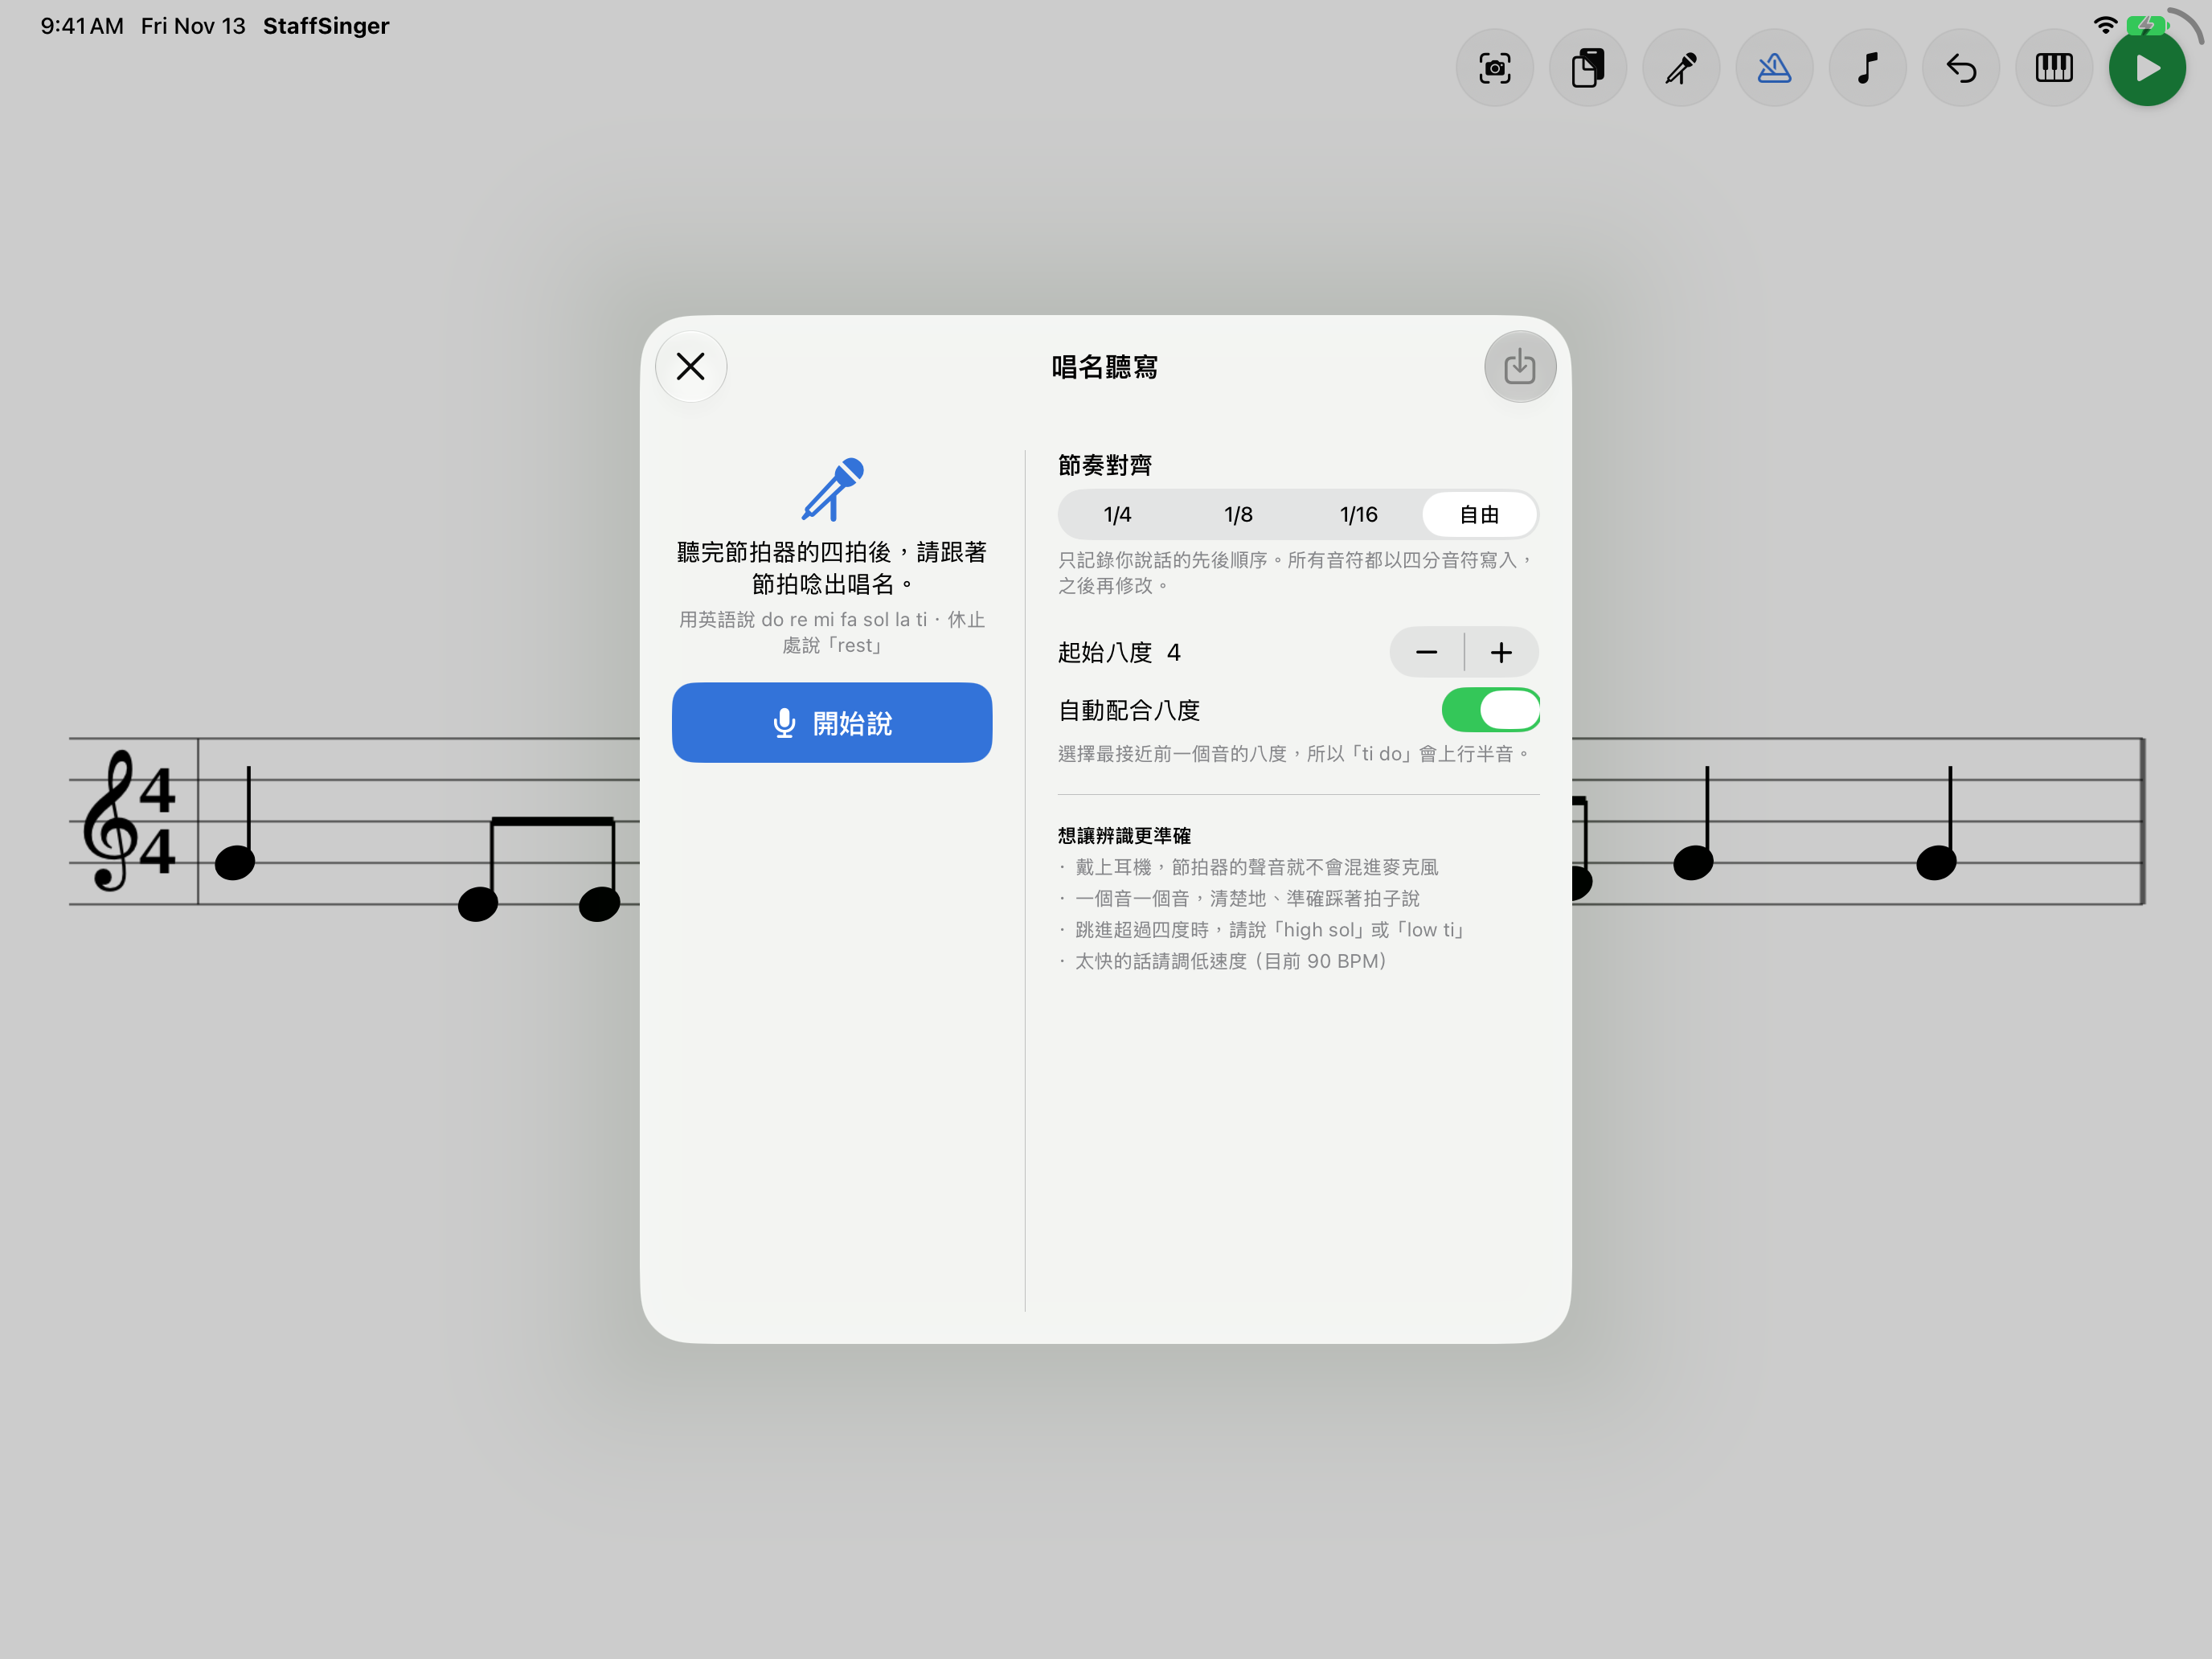 9:41 AM Fri Nov 13 StaffSinger
唱名聽寫
聽完節拍器的四拍後，請跟著
節拍唸出唱名。
用英語說 do re mi fa sol la ti · 休止
處說「rest」
開始說
節奏對齊
1/4 1/8 1/16 自由
只記錄你說話的先後順序。所有音符都以四分音符寫入，
之後再修改。
起始八度 4
自動配合八度
選擇最接近前一個音的八度，所以「ti do」會上行半音。
想讓辨識更準確
· 戴上耳機，節拍器的聲音就不會混進麥克風
· 一個音一個音，清楚地、準確踩著拍子說
· 跳進超過四度時，請說「high sol」或「low ti」
· 太快的話請調低速度（目前 90 BPM）
4
4